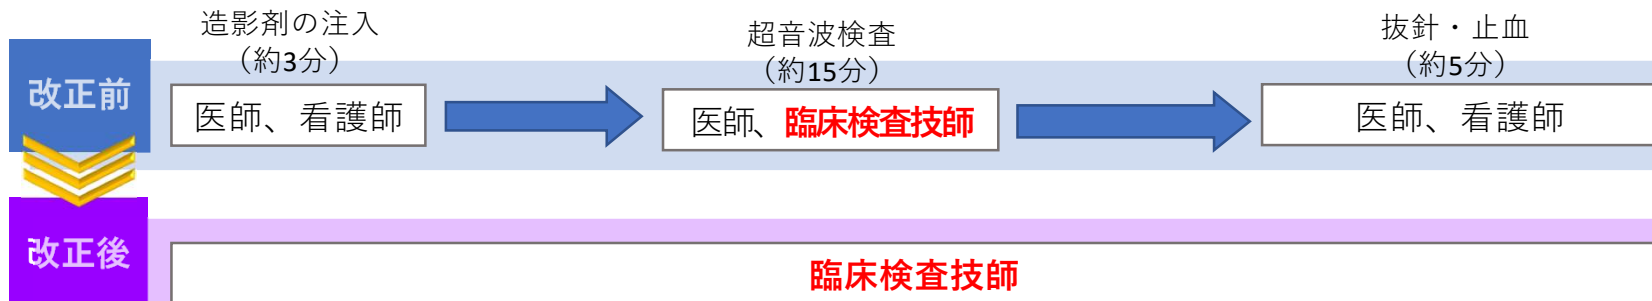 造影剤の注入
（約3分）
超音波検査
（約15分）
抜針・止血
（約5分）
改正前
医師、看護師
医師、臨床検査技師
医師、看護師
改正後
臨床検査技師